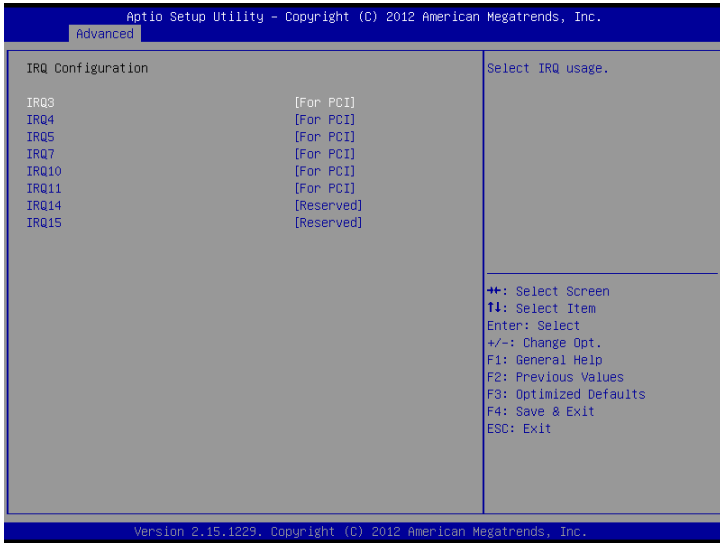 Aptio Setup Utility – Copyright (C) 2012 American Megatrends, Inc.
Advanced
IRQ Configuration
IRQ3 [For PCI]
IRQ4 [For PCI]
IRQ5 [For PCI]
IRQ7 [For PCI]
IRQ10 [For PCI]
IRQ11 [For PCI]
IRQ14 [Reserved]
IRQ15 [Reserved]
Select IRQ usage.
→←: Select Screen
↑↓: Select Item
Enter: Select
+/-: Change Opt.
F1: General Help
F2: Previous Values
F3: Optimized Defaults
F4: Save & Exit
ESC: Exit
Version 2.15.1229. Copyright (C) 2012 American Megatrends, Inc.